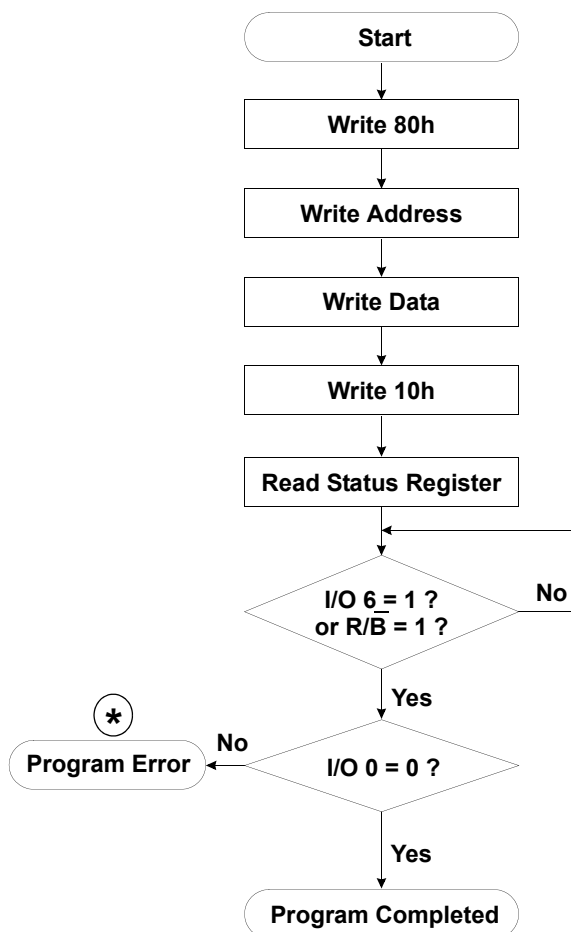 Start
Write 80h
Write Address
Write Data
Write 10h
Read Status Register
I/O 6 = 1 ?
or R/B̅ = 1 ?
No
Yes
*
No
Program Error
I/O 0 = 0 ?
Yes
Program Completed